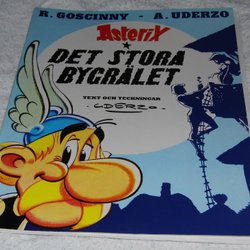 R. GOSCINNY - A. UDERZO
Asterix
DET STORA
BYGRÄLET
TEXT OCH TECKNINGAR
UDERZO